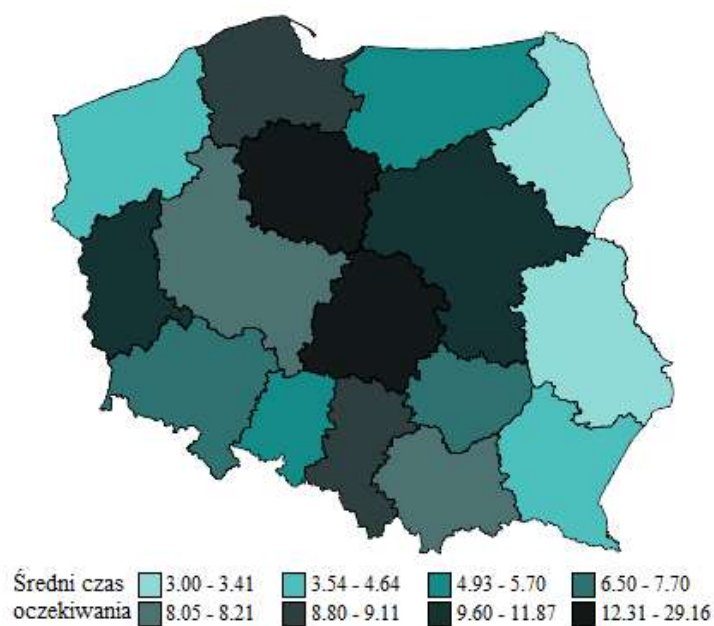 Średni czas 3.00 - 3.41 3.54 - 4.64 4.93 - 5.70 6.50 - 7.70
oczekiwania 8.05 - 8.21 8.80 - 9.11 9.60 - 11.87 12.31 - 29.16